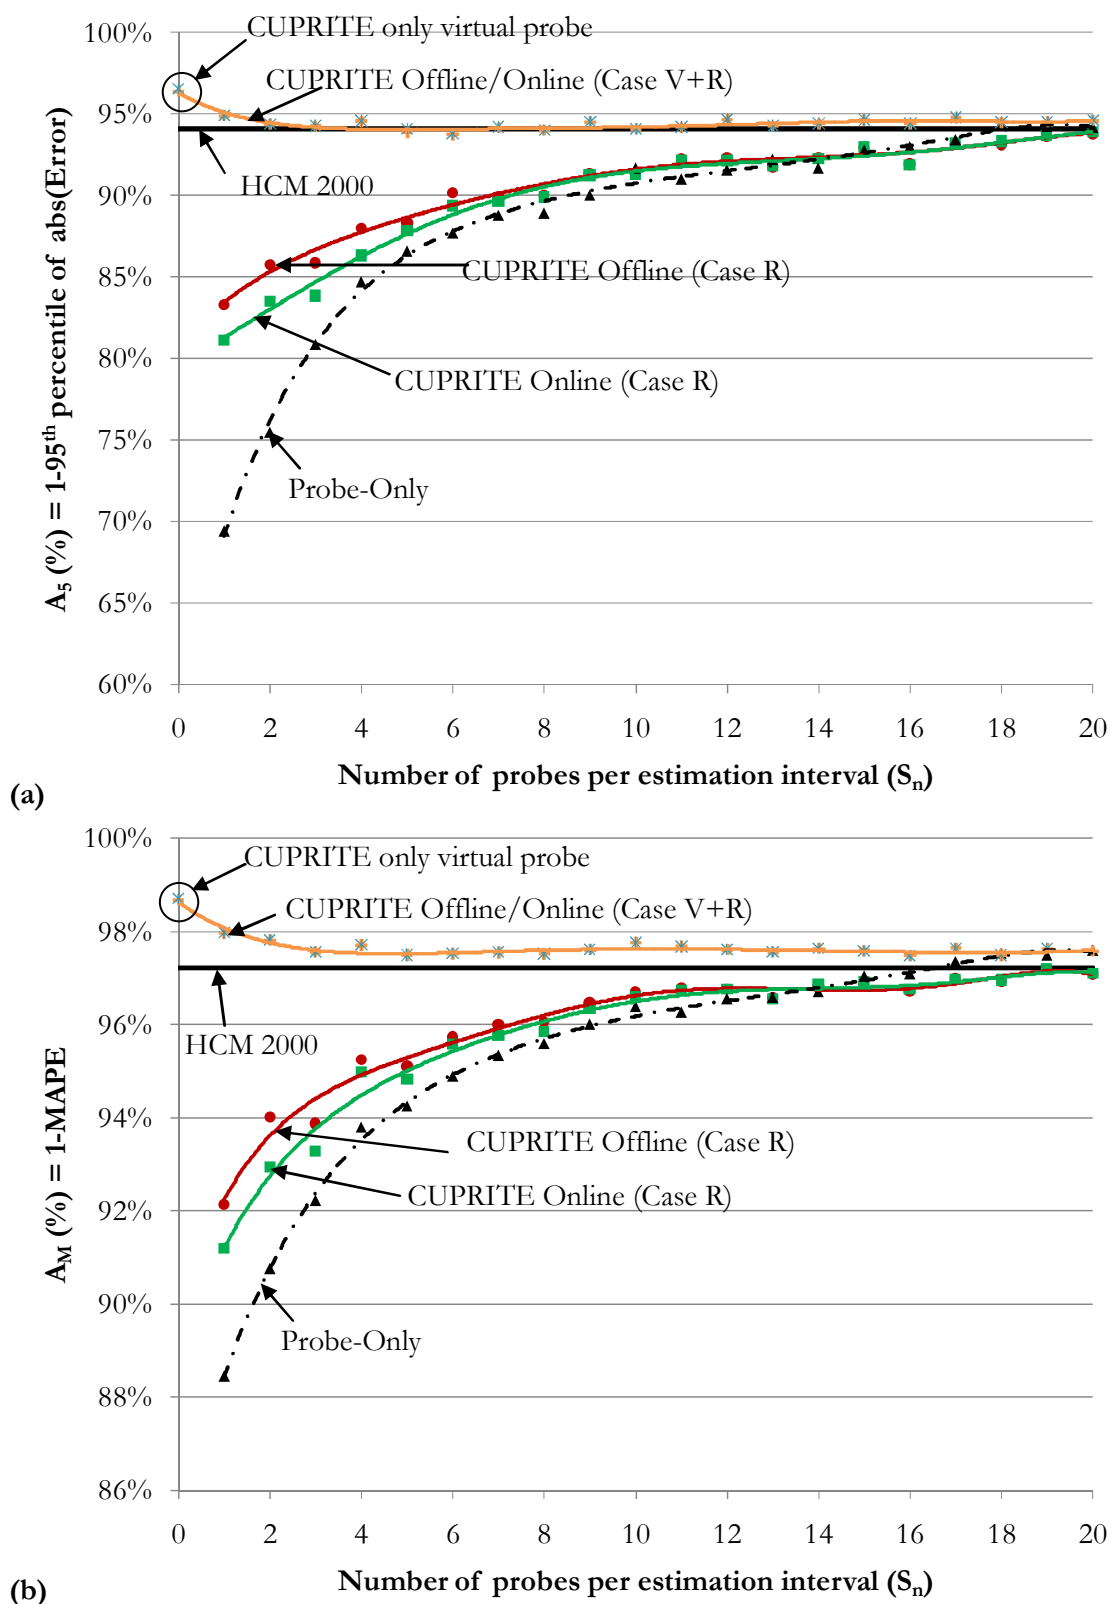 100%
95%
90%
85%
80%
75%
70%
65%
60%
A5 (%) = 1-95th percentile of abs(Error)
CUPRITE only virtual probe
CUPRITE Offline/Online (Case V+R)
HCM 2000
CUPRITE Offline (Case R)
CUPRITE Online (Case R)
Probe-Only
0 2 4 6 8 10 12 14 16 18 20
Number of probes per estimation interval (Sn)
(a)
100%
98%
96%
94%
92%
90%
88%
86%
AM (%) = 1-MAPE
CUPRITE only virtual probe
CUPRITE Offline/Online (Case V+R)
HCM 2000
CUPRITE Offline (Case R)
CUPRITE Online (Case R)
Probe-Only
0 2 4 6 8 10 12 14 16 18 20
Number of probes per estimation interval (Sn)
(b)